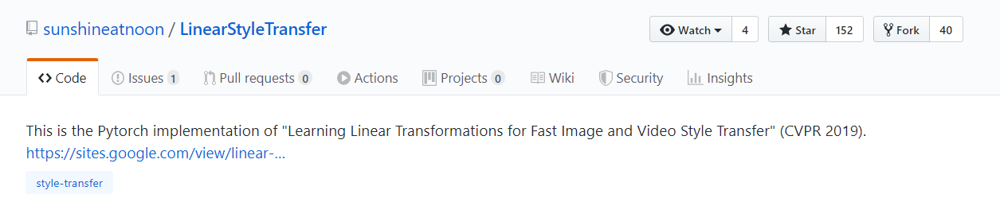 sunshineatnoon / LinearStyleTransfer Watch 4 Star 152 Fork 40
Code Issues 1 Pull requests 0 Actions Projects 0 Wiki Security Insights
This is the Pytorch implementation of "Learning Linear Transformations for Fast Image and Video Style Transfer" (CVPR 2019).
https://sites.google.com/view/linear-...
style-transfer